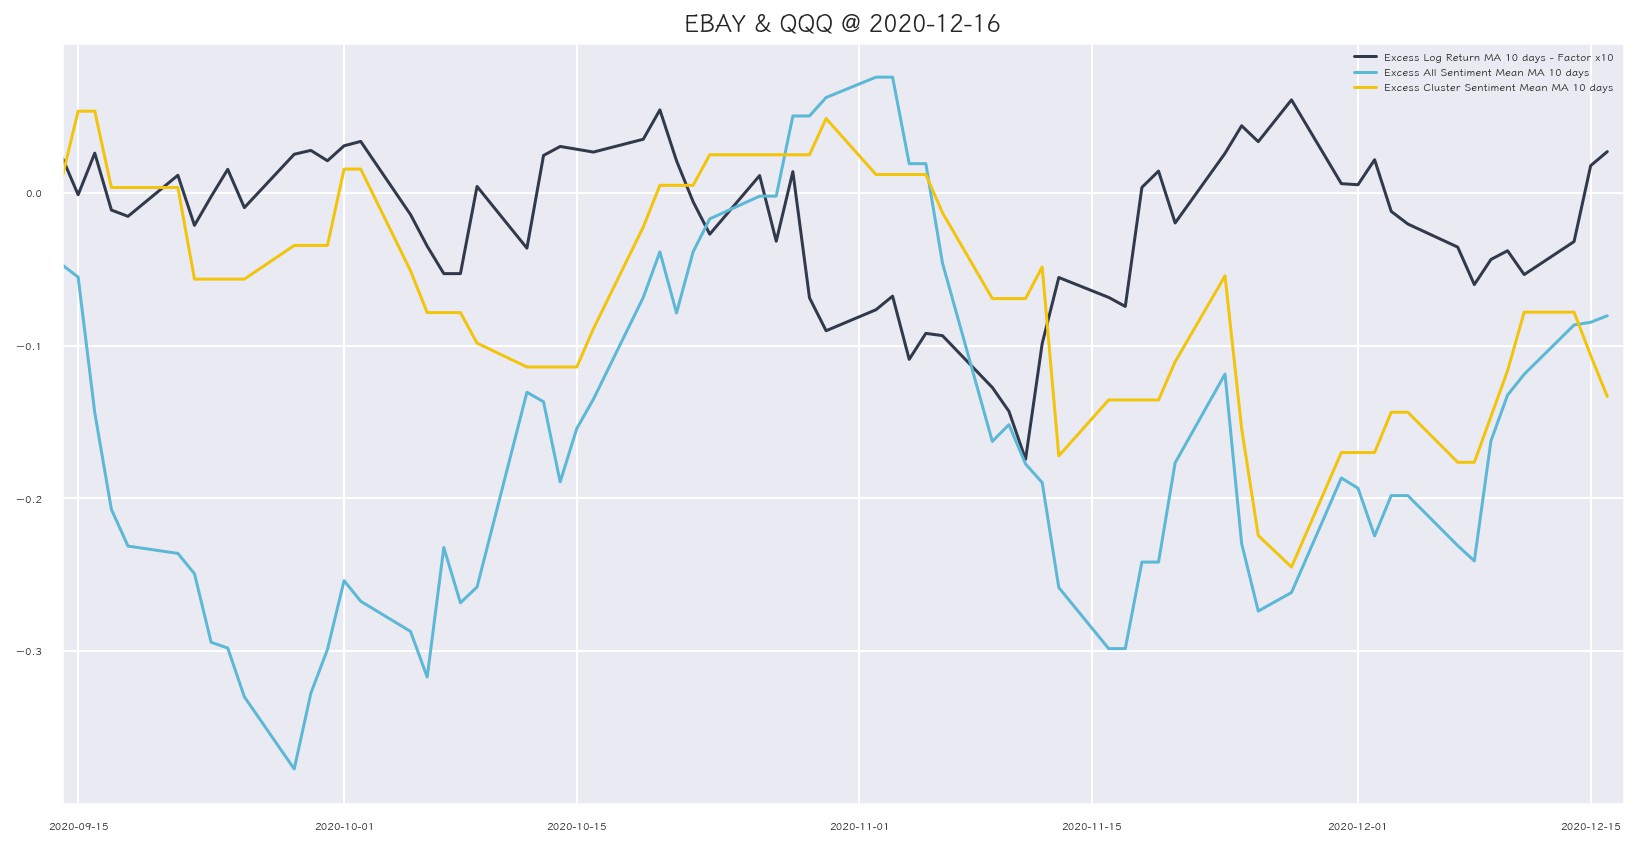 EBAY & QQQ @ 2020-12-16
Excess Log Return MA 10 days - Factor x10
Excess All Sentiment Mean MA 10 days
Excess Cluster Sentiment Mean MA 10 days
0.0
−0.1
−0.2
−0.3
2020-09-15
2020-10-01
2020-10-15
2020-11-01
2020-11-15
2020-12-01
2020-12-15